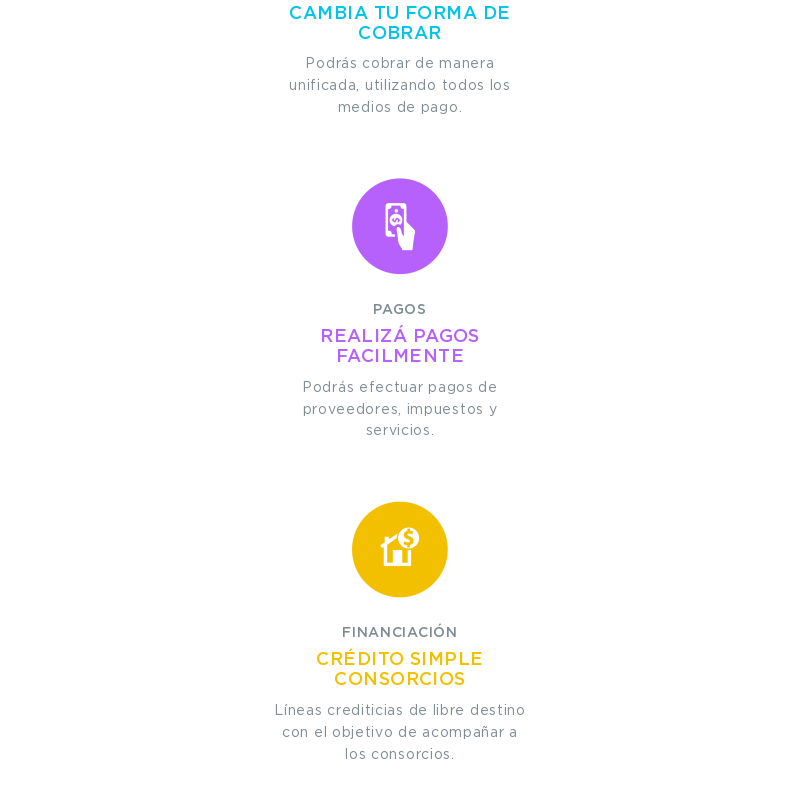 CAMBIA TU FORMA DE
COBRAR
Podrás cobrar de manera
unificada, utilizando todos los
medios de pago.
PAGOS
REALIZÁ PAGOS
FACILMENTE
Podrás efectuar pagos de
proveedores, impuestos y
servicios.
FINANCIACIÓN
CRÉDITO SIMPLE
CONSORCIOS
Líneas crediticias de libre destino
con el objetivo de acompañar a
los consorcios.